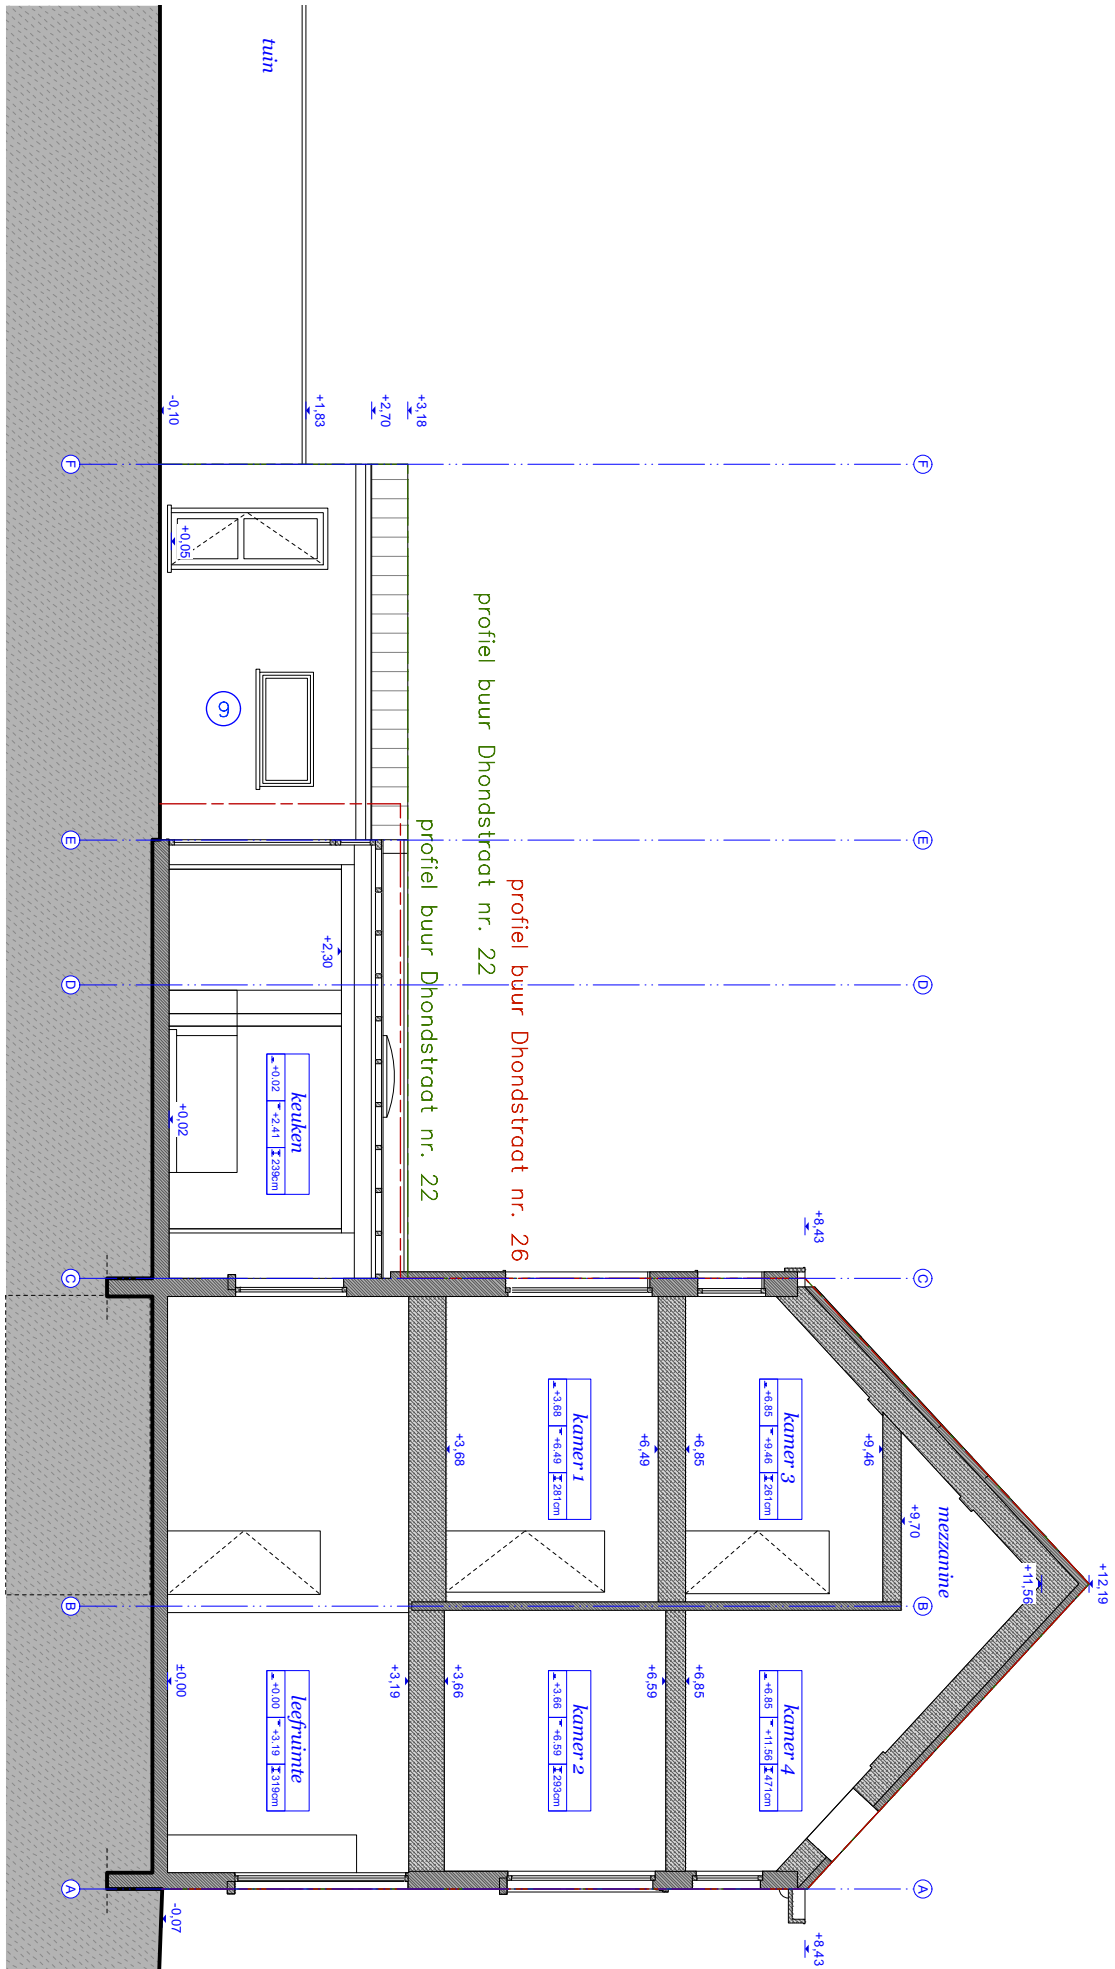 tuin
-0,10
+1,83
+2,70
+3,18
F
F
+0,05
9
profiel buur Dhondstraat nr. 22
profiel buur Dhondstraat nr. 22
profiel buur Dhondstraat nr. 26
E
E
+2,30
D
D
keuken
+0.02 +2.41 239cm
+0,02
C
C
+8,43
kamer 1
+3.68 +6.49 281cm
+3,68
+6,49
kamer 3
+6.85 +9.46 261cm
+6,85
+9,46
+9,70
mezzanine
+11,56
+12,19
B
B
leefruimte
+0.00 +3.19 319cm
±0,00
+3,19
kamer 2
+3.66 +6.59 293cm
+3,66
+6,59
kamer 4
+6.85 +11.56 471cm
+6,85
A
A
-0,07
+8,43